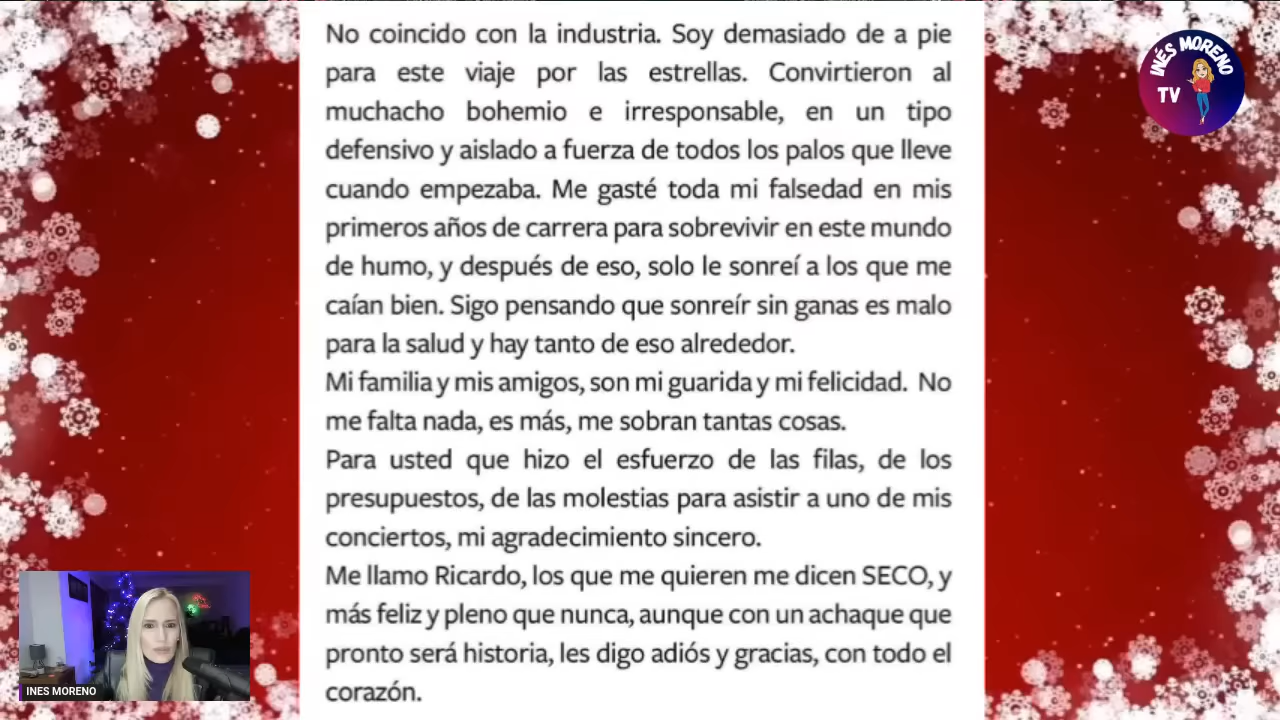 No coincido con la industria. Soy demasiado de a pie
para este viaje por las estrellas. Convirtieron al
muchacho bohemio e irresponsable, en un tipo
defensivo y aislado a fuerza de todos los palos que lleve
cuando empezaba. Me gasté toda mi falsedad en mis
primeros años de carrera para sobrevivir en este mundo
de humo, y después de eso, solo le sonreí a los que me
caían bien. Sigo pensando que sonreír sin ganas es malo
para la salud y hay tanto de eso alrededor.
Mi familia y mis amigos, son mi guarida y mi felicidad. No
me falta nada, es más, me sobran tantas cosas.
Para usted que hizo el esfuerzo de las filas, de los
presupuestos, de las molestias para asistir a uno de mis
conciertos, mi agradecimiento sincero.
Me llamo Ricardo, los que me quieren me dicen SECO, y
más feliz y pleno que nunca, aunque con un achaque que
pronto será historia, les digo adiós y gracias, con todo el
corazón.
INÉS MORENO
TV
INES MORENO